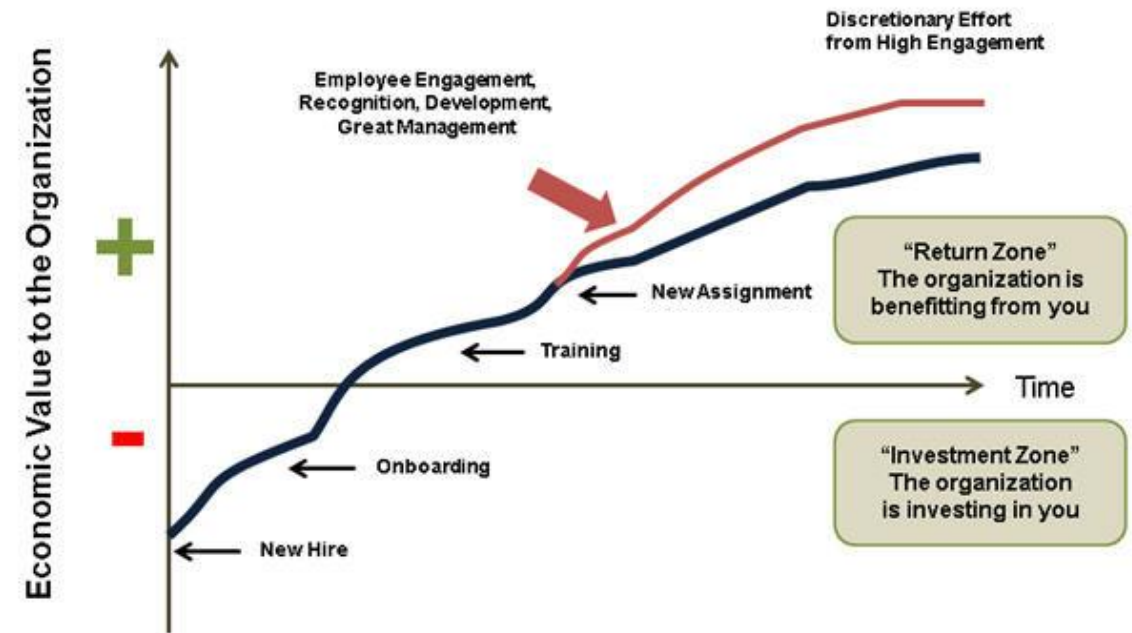 Discretionary Effort
from High Engagement
Employee Engagement,
Recognition, Development,
Great Management
Economic Value to the Organization
+
“Return Zone”
The organization is
benefitting from you
New Assignment
Training
Time
-
“Investment Zone”
The organization
is investing in you
Onboarding
New Hire